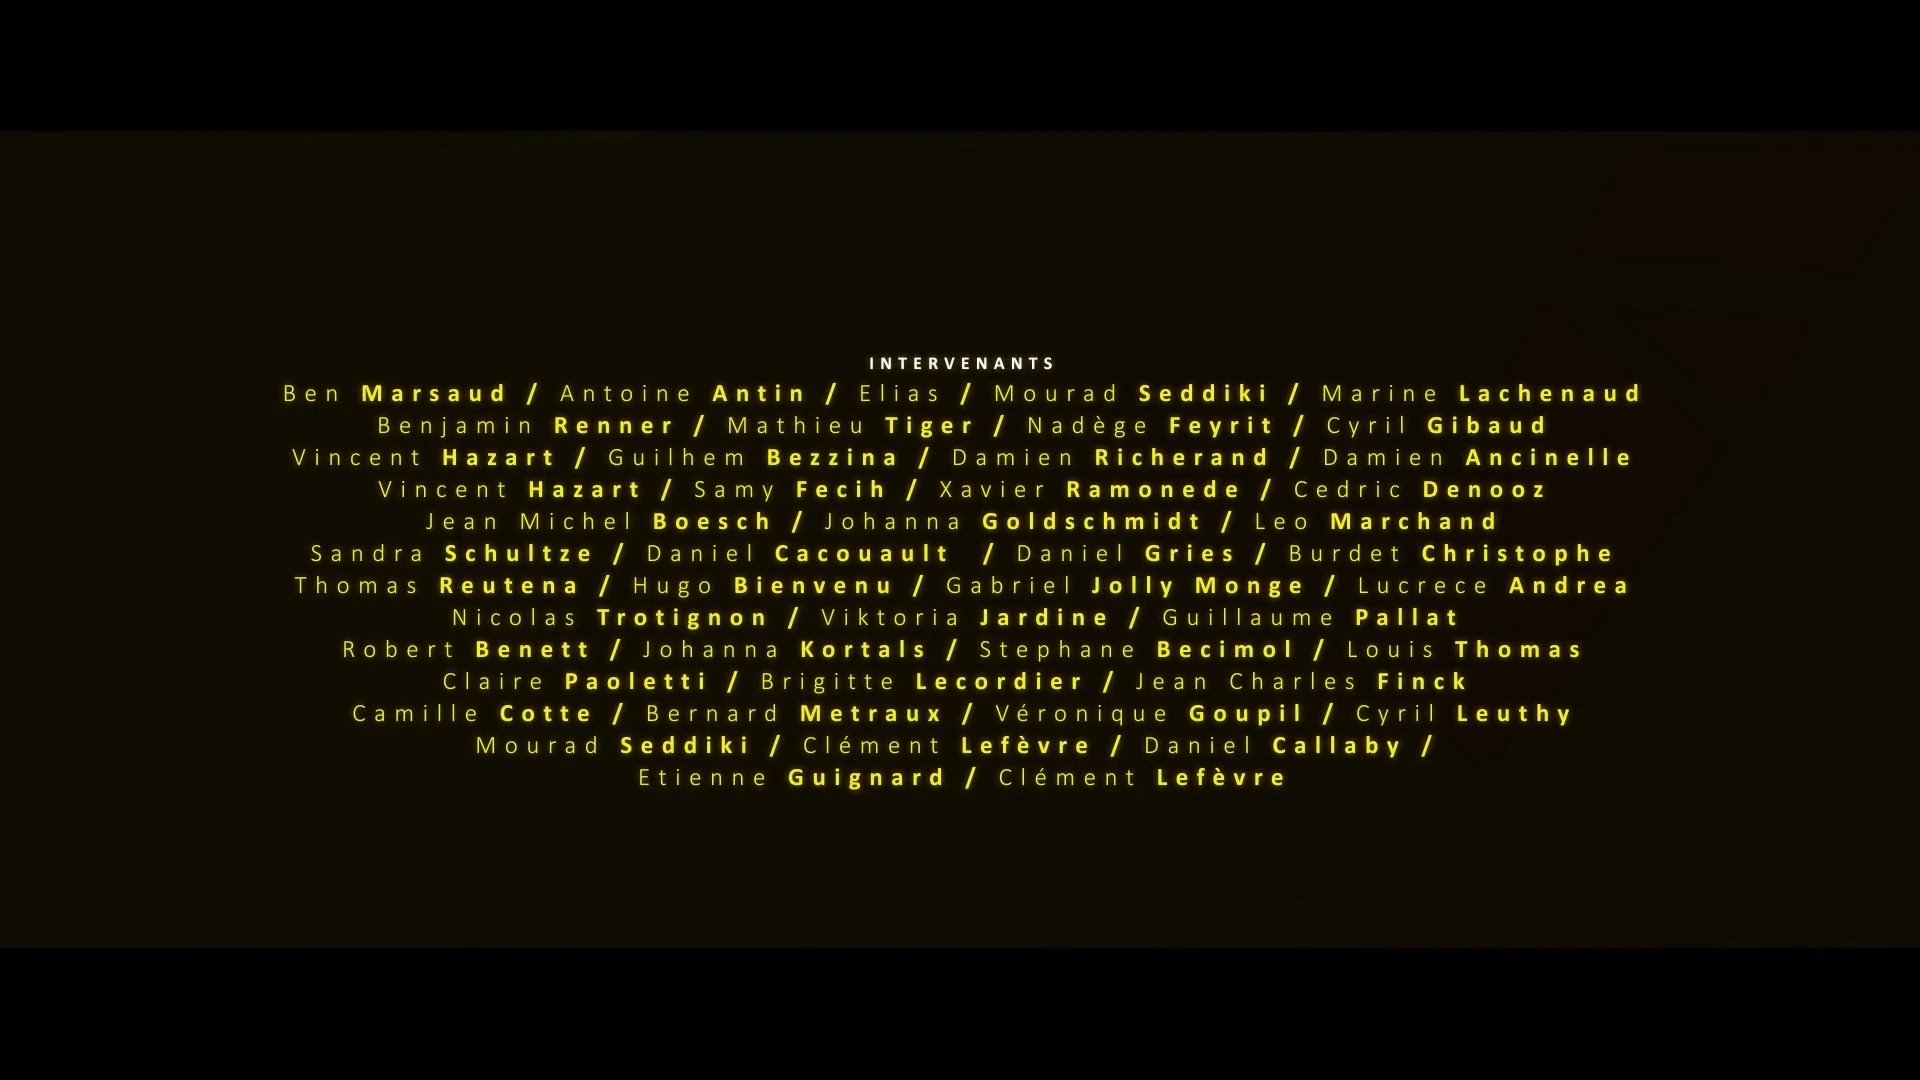 INTERVENANTS
Ben Marsaud / Antoine Antin / Elias / Mourad Seddiki / Marine Lachenaud
Benjamin Renner / Mathieu Tiger / Nadège Feyrit / Cyril Gibaud
Vincent Hazart / Guilhem Bezzina / Damien Richerand / Damien Ancinelle
Vincent Hazart / Samy Fecih / Xavier Ramonede / Cedric Denooz
Jean Michel Boesch / Johanna Goldschmidt / Leo Marchand
Sandra Schultze / Daniel Cacouault / Daniel Gries / Burdet Christophe
Thomas Reutena / Hugo Bienvenu / Gabriel Jolly Monge / Lucrece Andrea
Nicolas Trotignon / Viktoria Jardine / Guillaume Pallat
Robert Benett / Johanna Kortals / Stephane Becimol / Louis Thomas
Claire Paoletti / Brigitte Lecordier / Jean Charles Finck
Camille Cotte / Bernard Metraux / Véronique Goupil / Cyril Leuthy
Mourad Seddiki / Clément Lefèvre / Daniel Callaby /
Etienne Guignard / Clément Lefèvre